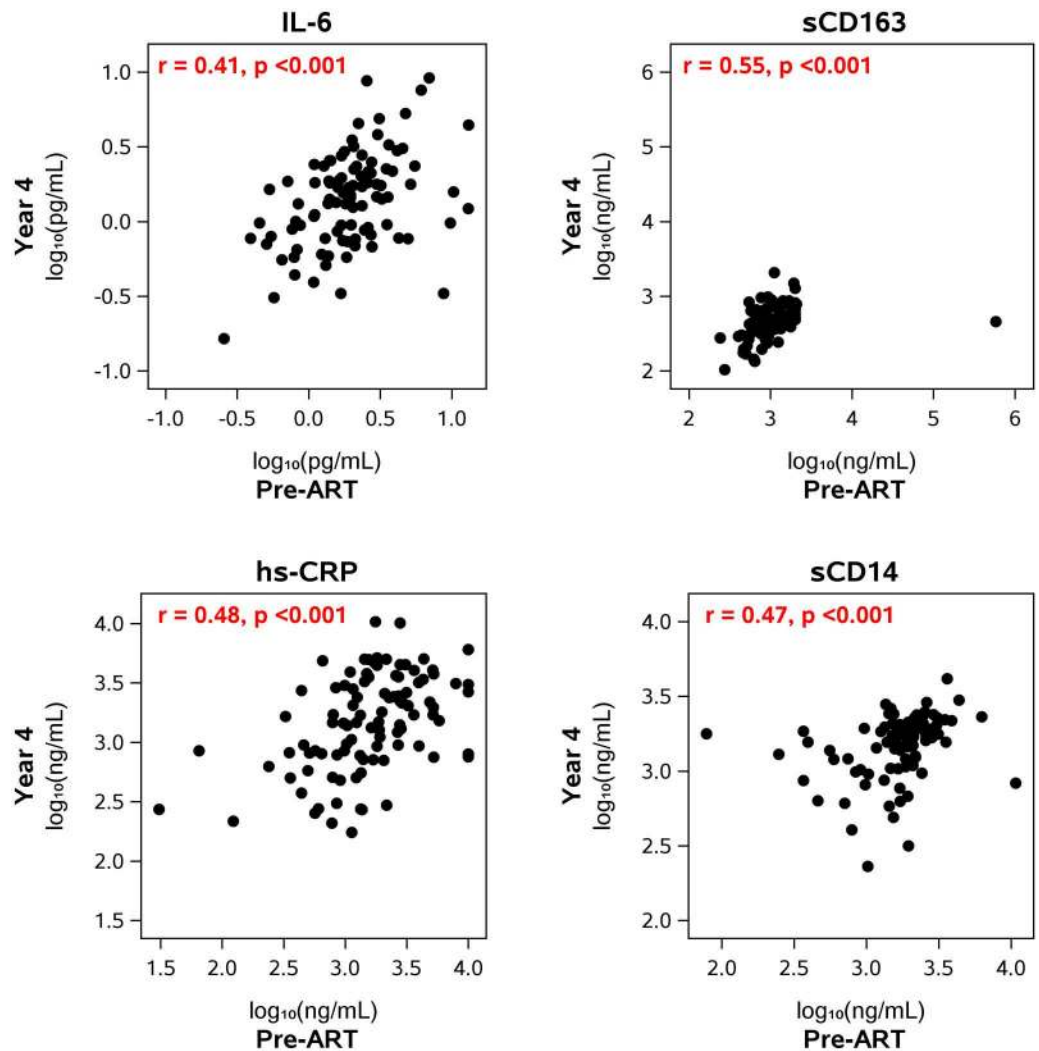 IL-6
r = 0.41, p <0.001
Year 4
log₁₀(pg/mL)
1.0
0.5
0.0
-0.5
-1.0
-1.0 -0.5 0.0 0.5 1.0
log₁₀(pg/mL)
Pre-ART
sCD163
r = 0.55, p <0.001
Year 4
log₁₀(ng/mL)
6
5
4
3
2
2 3 4 5 6
log₁₀(ng/mL)
Pre-ART
hs-CRP
r = 0.48, p <0.001
Year 4
log₁₀(ng/mL)
4.0
3.5
3.0
2.5
2.0
1.5
1.5 2.0 2.5 3.0 3.5 4.0
log₁₀(ng/mL)
Pre-ART
sCD14
r = 0.47, p <0.001
Year 4
log₁₀(ng/mL)
4.0
3.5
3.0
2.5
2.0
2.0 2.5 3.0 3.5 4.0
log₁₀(ng/mL)
Pre-ART